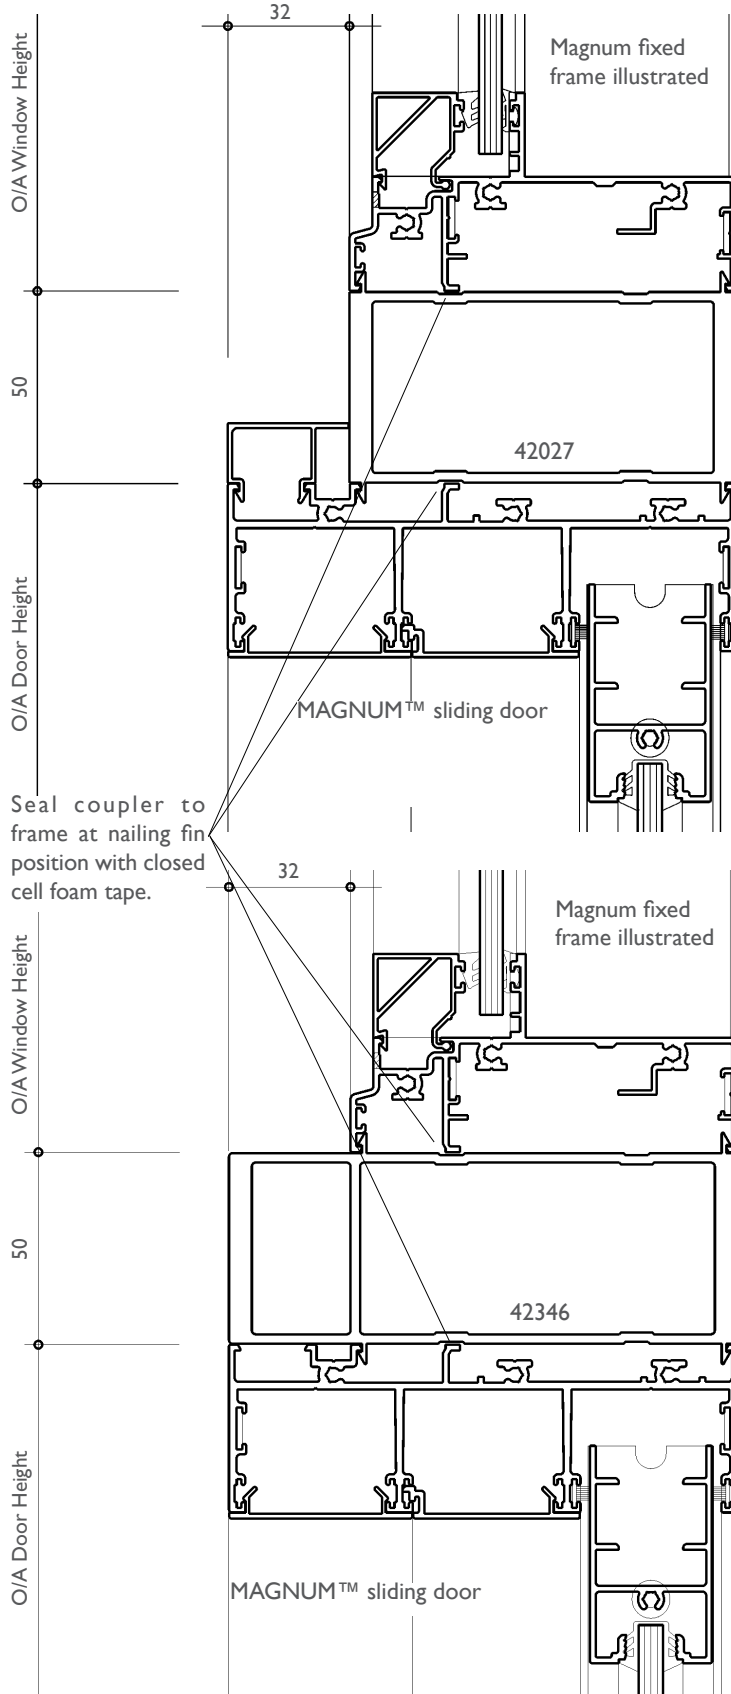 32
O/A Window Height
Magnum fixed
frame illustrated
50
42027
O/A Door Height
MAGNUM™ sliding door
Seal coupler to
frame at nailing fin
position with closed
cell foam tape.
32
O/A Window Height
Magnum fixed
frame illustrated
50
42346
O/A Door Height
MAGNUM™ sliding door